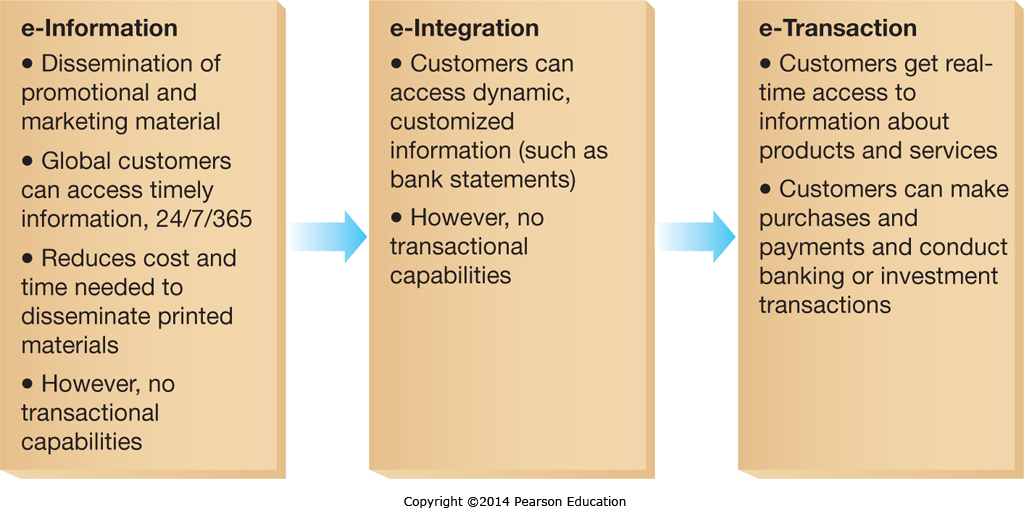 e-Information
● Dissemination of
promotional and
marketing material
● Global customers
can access timely
information, 24/7/365
● Reduces cost and
time needed to
disseminate printed
materials
● However, no
transactional
capabilities
e-Integration
● Customers can
access dynamic,
customized
information (such as
bank statements)
● However, no
transactional
capabilities
e-Transaction
● Customers get real-
time access to
information about
products and services
● Customers can make
purchases and
payments and conduct
banking or investment
transactions
Copyright ©2014 Pearson Education